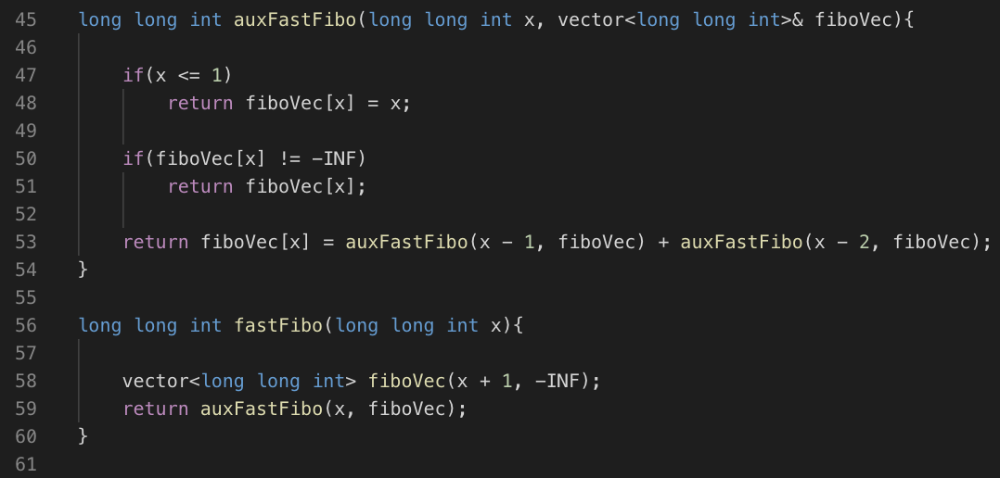 45 long long int auxFastFibo(long long int x, vector<long long int>& fiboVec){
46
47     if(x <= 1)
48         return fiboVec[x] = x;
49
50     if(fiboVec[x] != -INF)
51         return fiboVec[x];
52
53     return fiboVec[x] = auxFastFibo(x - 1, fiboVec) + auxFastFibo(x - 2, fiboVec);
54 }
55
56 long long int fastFibo(long long int x){
57
58     vector<long long int> fiboVec(x + 1, -INF);
59     return auxFastFibo(x, fiboVec);
60 }
61